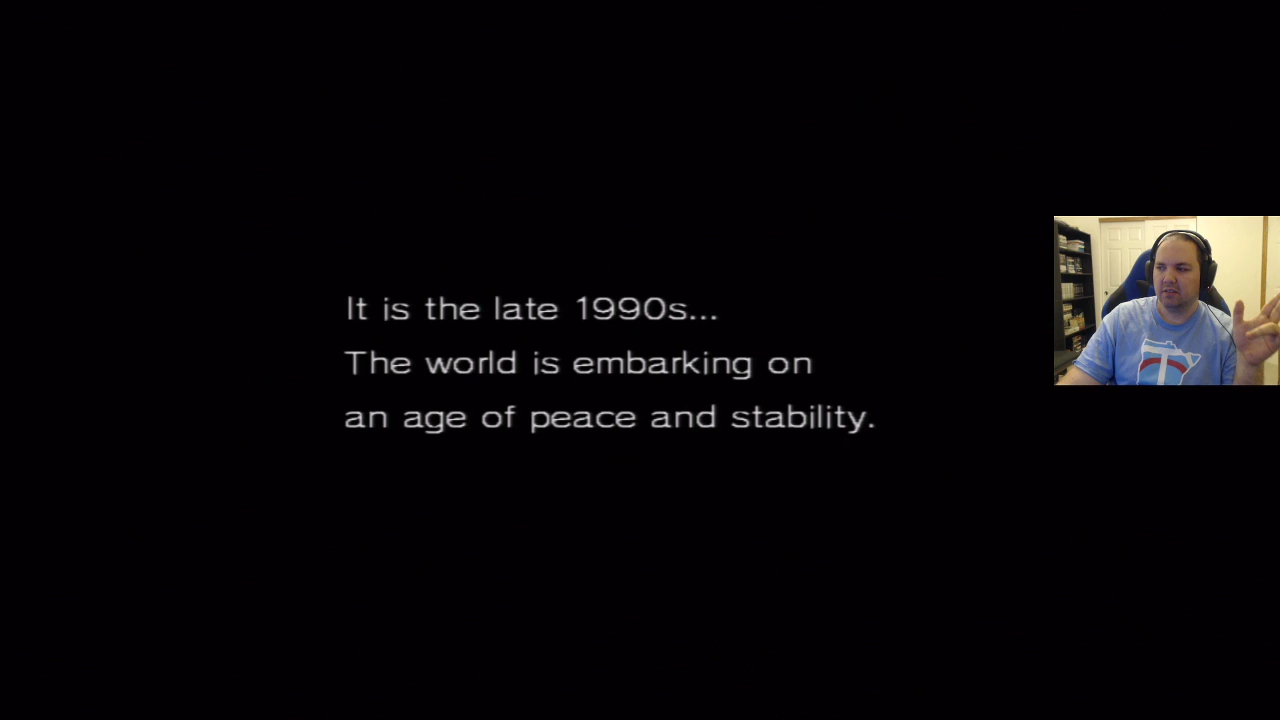 It is the late 1990s...
The world is embarking on
an age of peace and stability.